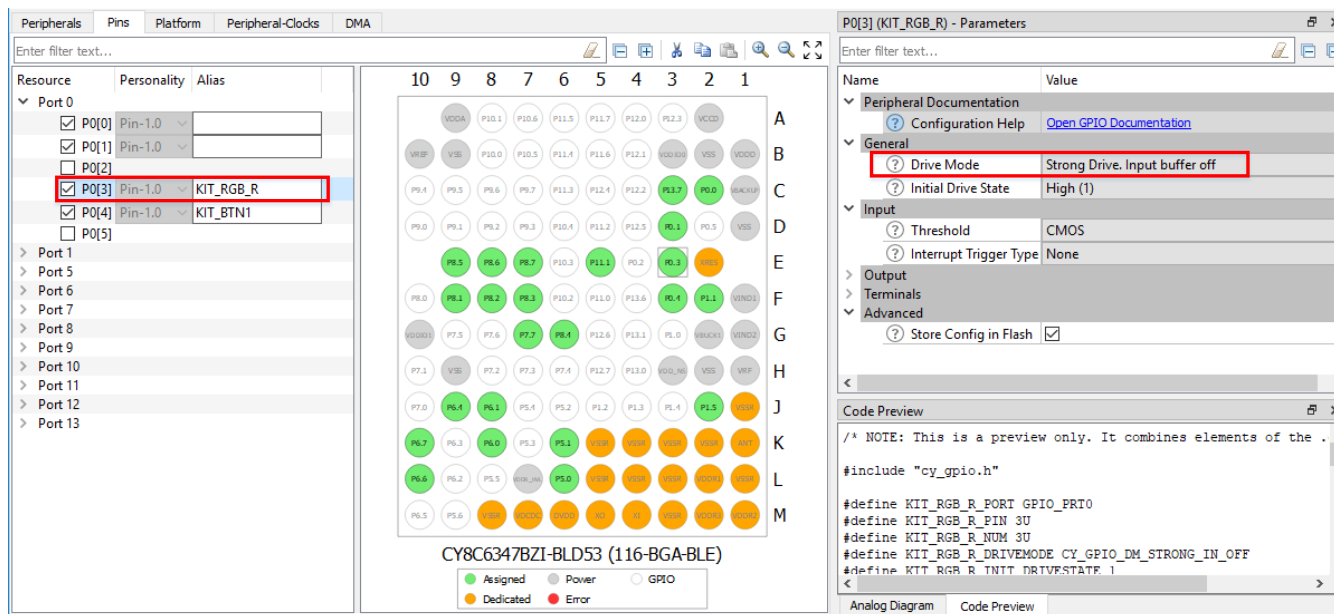 Peripherals Pins Platform Peripheral-Clocks DMA
Enter filter text...
Resource Personality Alias
Port 0
P0[0] Pin-1.0
P0[1] Pin-1.0
P0[2]
P0[3] Pin-1.0 KIT_RGB_R
P0[4] Pin-1.0 KIT_BTN1
P0[5]
Port 1
Port 5
Port 6
Port 7
Port 8
Port 9
Port 10
Port 11
Port 12
Port 13
10 9 8 7 6 5 4 3 2 1
VDDA P10.1 P10.6 P11.5 P11.7 P12.0 P12.3 VCCD A
VREF VSS P10.0 P10.5 P11.4 P11.6 P12.1 VDDIO0 VSS VDDD B
P9.4 P9.5 P9.6 P9.7 P11.3 P12.4 P12.2 P13.7 P0.0 VBACKUP C
P9.0 P9.1 P9.2 P9.3 P10.4 P11.2 P12.5 P0.1 P0.5 VSS D
P8.5 P8.6 P8.7 P10.3 P11.1 P0.2 P0.3 XRES E
P8.0 P8.1 P8.2 P8.3 P10.2 P11.0 P13.6 P0.4 P1.1 VIND1 F
VDDIO1 P7.5 P7.6 P7.7 P8.4 P12.6 P13.1 P1.0 VBUCK1 VIND2 G
P7.1 VSS P7.2 P7.3 P7.4 P12.7 P13.0 VDD_NS VSS VRF H
P7.0 P6.4 P6.1 P5.4 P5.2 P1.2 P1.3 P1.4 P1.5 VSSR J
P6.7 P6.3 P6.0 P5.3 P5.1 VSSR VSSR VSSR VSSR ANT K
P6.6 P6.2 P5.5 P5.0 VSSR VSSR VSSR VDDR1 VSSR L
P6.5 P5.6 VSSR VDCDC DVDD XO XI VSSR VDDR3 VDDR2 M
CY8C6347BZI-BLD53 (116-BGA-BLE)
Assigned Power GPIO
Dedicated Error
P0[3] (KIT_RGB_R) - Parameters
Enter filter text...
Name Value
Peripheral Documentation
Configuration Help Open GPIO Documentation
General
Drive Mode Strong Drive. Input buffer off
Initial Drive State High (1)
Input
Threshold CMOS
Interrupt Trigger Type None
Output
Terminals
Advanced
Store Config in Flash
Code Preview
/* NOTE: This is a preview only. It combines elements of the .
#include "cy_gpio.h"
#define KIT_RGB_R_PORT GPIO_PRT0
#define KIT_RGB_R_PIN 3U
#define KIT_RGB_R_NUM 3U
#define KIT_RGB_R_DRIVEMODE CY_GPIO_DM_STRONG_IN_OFF
#define KIT_RGB_R_INIT_DRIVESTATE 1
Analog Diagram Code Preview